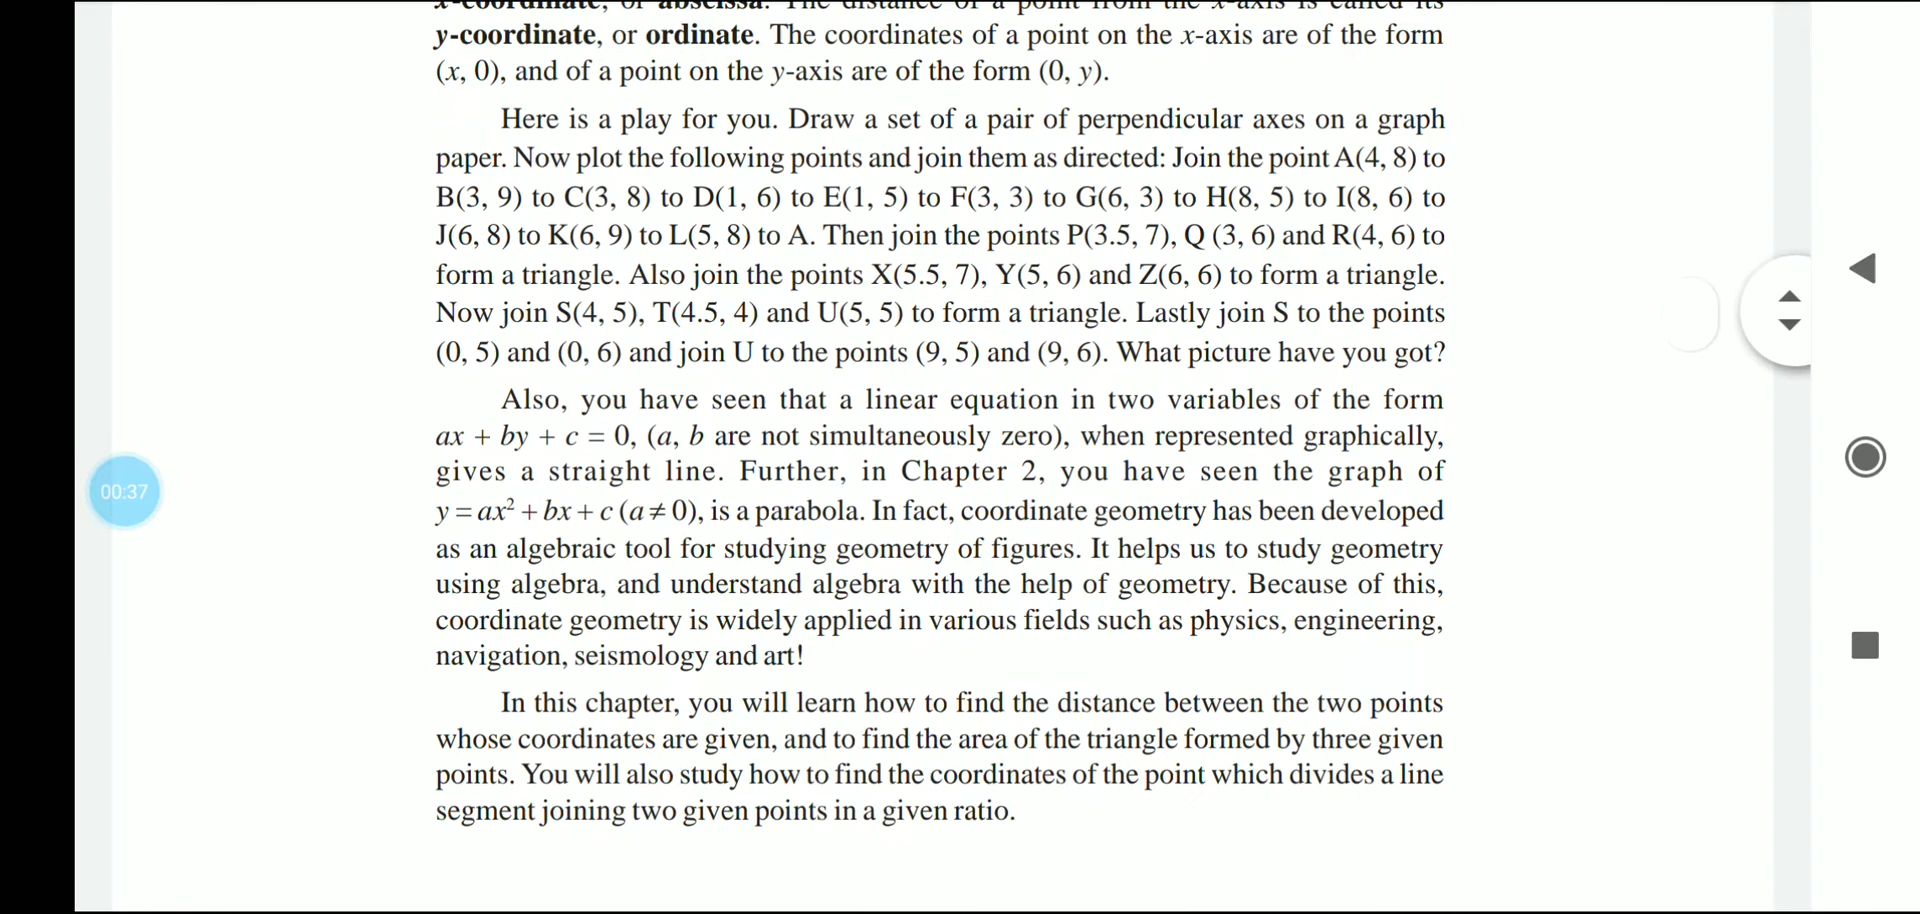 x-coordinate, or abscissa. The distance of a point from the x-axis is called its
y-coordinate, or ordinate. The coordinates of a point on the x-axis are of the form
(x, 0), and of a point on the y-axis are of the form (0, y).
Here is a play for you. Draw a set of a pair of perpendicular axes on a graph
paper. Now plot the following points and join them as directed: Join the point A(4, 8) to
B(3, 9) to C(3, 8) to D(1, 6) to E(1, 5) to F(3, 3) to G(6, 3) to H(8, 5) to I(8, 6) to
J(6, 8) to K(6, 9) to L(5, 8) to A. Then join the points P(3.5, 7), Q (3, 6) and R(4, 6) to
form a triangle. Also join the points X(5.5, 7), Y(5, 6) and Z(6, 6) to form a triangle.
Now join S(4, 5), T(4.5, 4) and U(5, 5) to form a triangle. Lastly join S to the points
(0, 5) and (0, 6) and join U to the points (9, 5) and (9, 6). What picture have you got?
Also, you have seen that a linear equation in two variables of the form
ax + by + c = 0, (a, b are not simultaneously zero), when represented graphically,
gives a straight line. Further, in Chapter 2, you have seen the graph of
y = ax² + bx + c (a ≠ 0), is a parabola. In fact, coordinate geometry has been developed
as an algebraic tool for studying geometry of figures. It helps us to study geometry
using algebra, and understand algebra with the help of geometry. Because of this,
coordinate geometry is widely applied in various fields such as physics, engineering,
navigation, seismology and art!
In this chapter, you will learn how to find the distance between the two points
whose coordinates are given, and to find the area of the triangle formed by three given
points. You will also study how to find the coordinates of the point which divides a line
segment joining two given points in a given ratio.
00:37